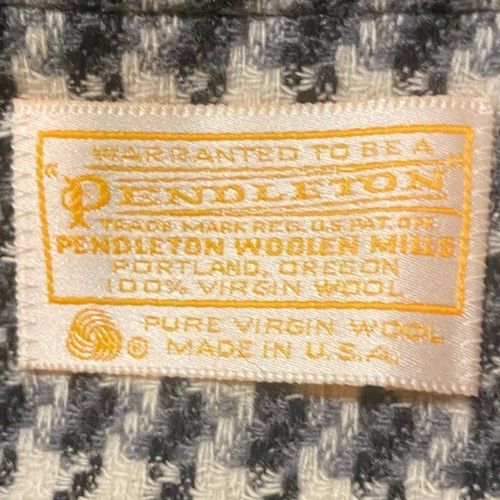 WARRANTED TO BE A
"PENDLETON"
TRADE MARK REG. U.S. PAT. OFF.
PENDLETON WOOLEN MILLS
PORTLAND, OREGON
100% VIRGIN WOOL
PURE VIRGIN WOOL
® MADE IN U.S.A.